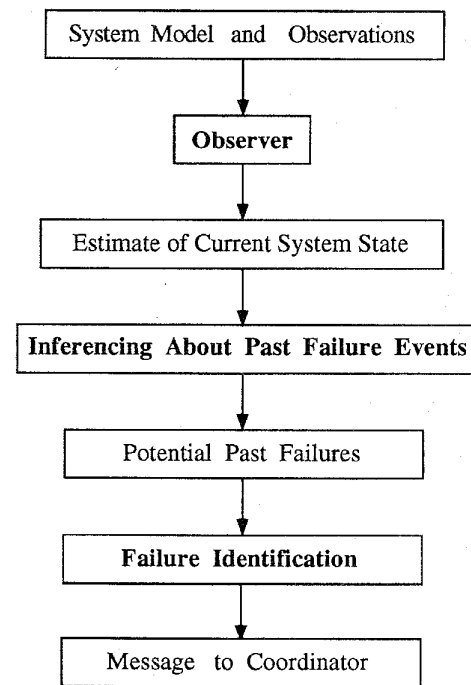 System Model and Observations
Observer
Estimate of Current System State
Inferencing About Past Failure Events
Potential Past Failures
Failure Identification
Message to Coordinator